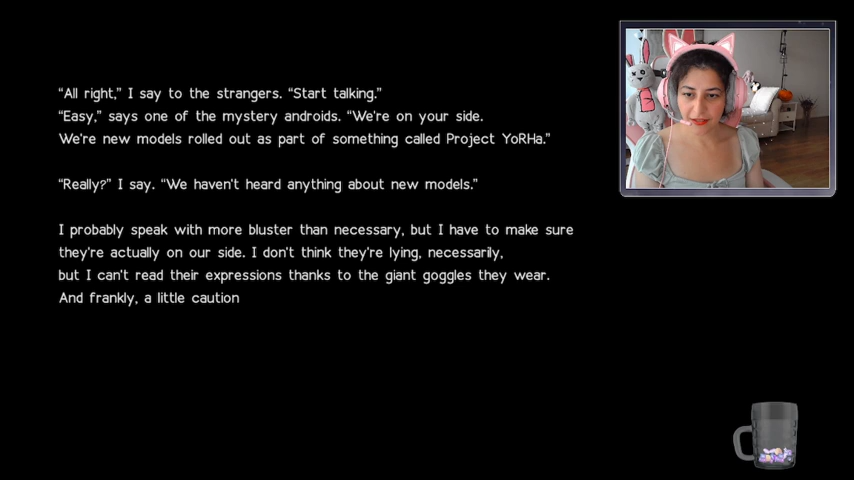 “All right,” I say to the strangers. “Start talking.”
“Easy,” says one of the mystery androids. “We're on your side.
We're new models rolled out as part of something called Project YoRHa.”
“Really?” I say. “We haven't heard anything about new models.”
I probably speak with more bluster than necessary, but I have to make sure
they're actually on our side. I don't think they're lying, necessarily,
but I can't read their expressions thanks to the giant goggles they wear.
And frankly, a little caution